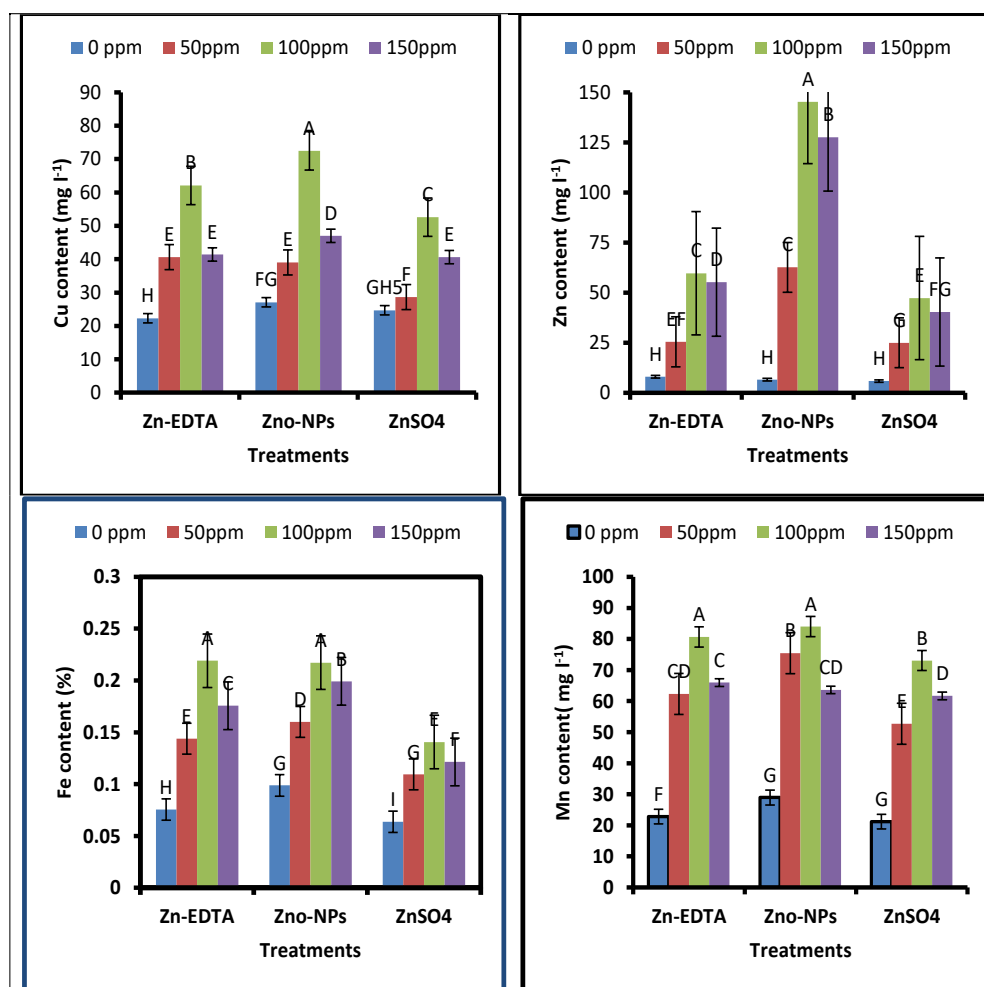 0 ppm 50ppm 100ppm 150ppm
90
80
70
60
50
40
30
20
10
0
Cu content (mg l-1)
H E B E
FG E A D
GH5 F C E
Zn-EDTA Zno-NPs ZnSO4
Treatments
0 ppm 50ppm 100ppm 150ppm
150
125
100
75
50
25
0
Zn content (mg l-1)
H EF C D
H C A B
H G E FG
Zn-EDTA Zno-NPs ZnSO4
Treatments
0 ppm 50ppm 100ppm 150ppm
0.3
0.25
0.2
0.15
0.1
0.05
0
Fe content (%)
H E A C
G D A B
I G E F
Zn-EDTA Zno-NPs ZnSO4
Treatments
0 ppm 50ppm 100ppm 150ppm
100
90
80
70
60
50
40
30
20
10
0
Mn content( mg l-1)
F CD A C
G B A CD
G E B D
Zn-EDTA Zno-NPs ZnSO4
Treatments